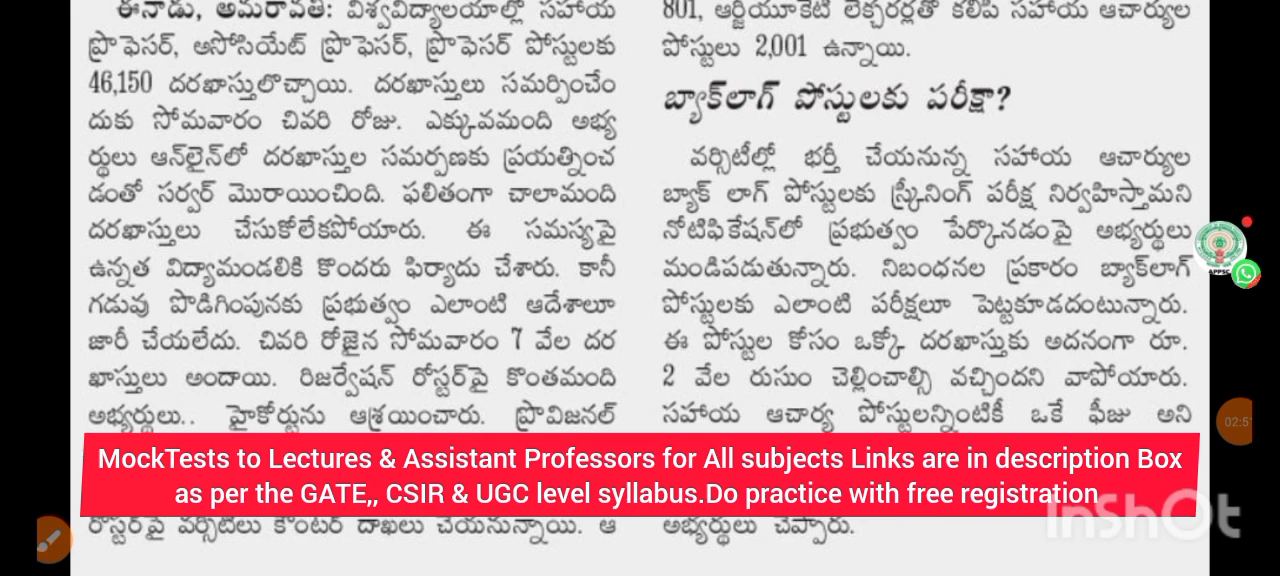 ఈనాడు, అమరావతి: విశ్వవిద్యాలయాల్లో సహాయ
ప్రొఫెసర్, అసోసియేట్ ప్రొఫెసర్, ప్రొఫెసర్ పోస్టులకు
46,150 దరఖాస్తులొచ్చాయి. దరఖాస్తులు సమర్పించేం
దుకు సోమవారం చివరి రోజు. ఎక్కువమంది అభ్య
ర్థులు ఆన్‌లైన్‌లో దరఖాస్తుల సమర్పణకు ప్రయత్నించ
డంతో సర్వర్ మొరాయించింది. ఫలితంగా చాలామంది
దరఖాస్తులు చేసుకోలేకపోయారు. ఈ సమస్యపై
ఉన్నత విద్యామండలికి కొందరు ఫిర్యాదు చేశారు. కానీ
గడువు పొడిగింపునకు ప్రభుత్వం ఎలాంటి ఆదేశాలూ
జారీ చేయలేదు. చివరి రోజైన సోమవారం 7 వేల దర
ఖాస్తులు అందాయి. రిజర్వేషన్ రోస్టర్‌పై కొంతమంది
అభ్యర్థులు.. హైకోర్టును ఆశ్రయించారు. ప్రొవిజనల్
రోస్టర్‌పై వర్సిటీలు కౌంటర్ దాఖలు చేయనున్నాయి. ఆ
801, ఆర్జీయూకేటీ లెక్చరర్లతో కలిపి సహాయ ఆచార్యుల
పోస్టులు 2,001 ఉన్నాయి.
బ్యాక్‌లాగ్ పోస్టులకు పరీక్షా?
వర్సిటీల్లో భర్తీ చేయనున్న సహాయ ఆచార్యుల
బ్యాక్ లాగ్ పోస్టులకు స్క్రీనింగ్ పరీక్ష నిర్వహిస్తామని
నోటిఫికేషన్‌లో ప్రభుత్వం పేర్కొనడంపై అభ్యర్థులు
మండిపడుతున్నారు. నిబంధనల ప్రకారం బ్యాక్‌లాగ్
పోస్టులకు ఎలాంటి పరీక్షలూ పెట్టకూడదంటున్నారు.
ఈ పోస్టుల కోసం ఒక్కో దరఖాస్తుకు అదనంగా రూ.
2 వేల రుసుం చెల్లించాల్సి వచ్చిందని వాపోయారు.
సహాయ ఆచార్య పోస్టులన్నింటికీ ఒకే ఫీజు అని
అభ్యర్థులు చెప్పారు.
MockTests to Lectures & Assistant Professors for All subjects Links are in description Box
as per the GATE,, CSIR & UGC level syllabus.Do practice with free registration
APPSC
02:5
InShOt